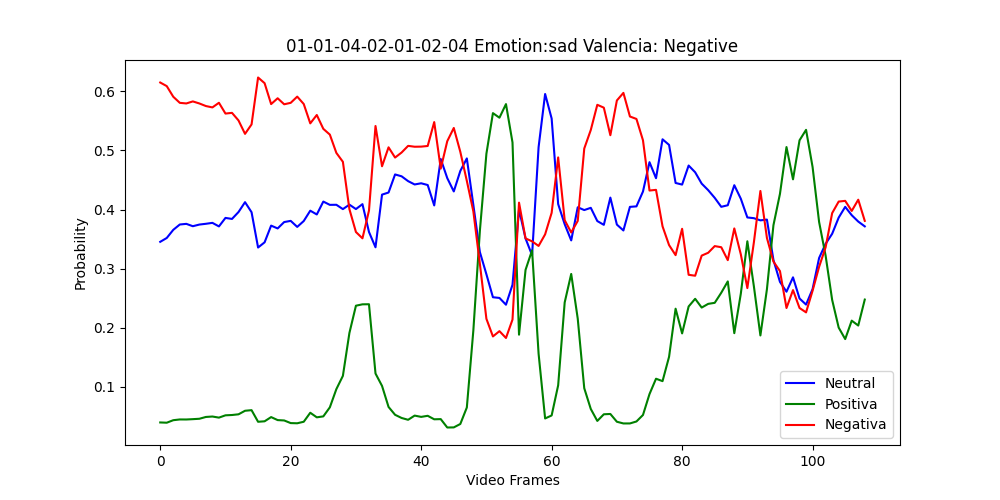 01-01-04-02-01-02-04 Emotion:sad Valencia: Negative
Probability
0.6
0.5
0.4
0.3
0.2
0.1
0 20 40 60 80 100
Video Frames
Neutral
Positiva
Negativa